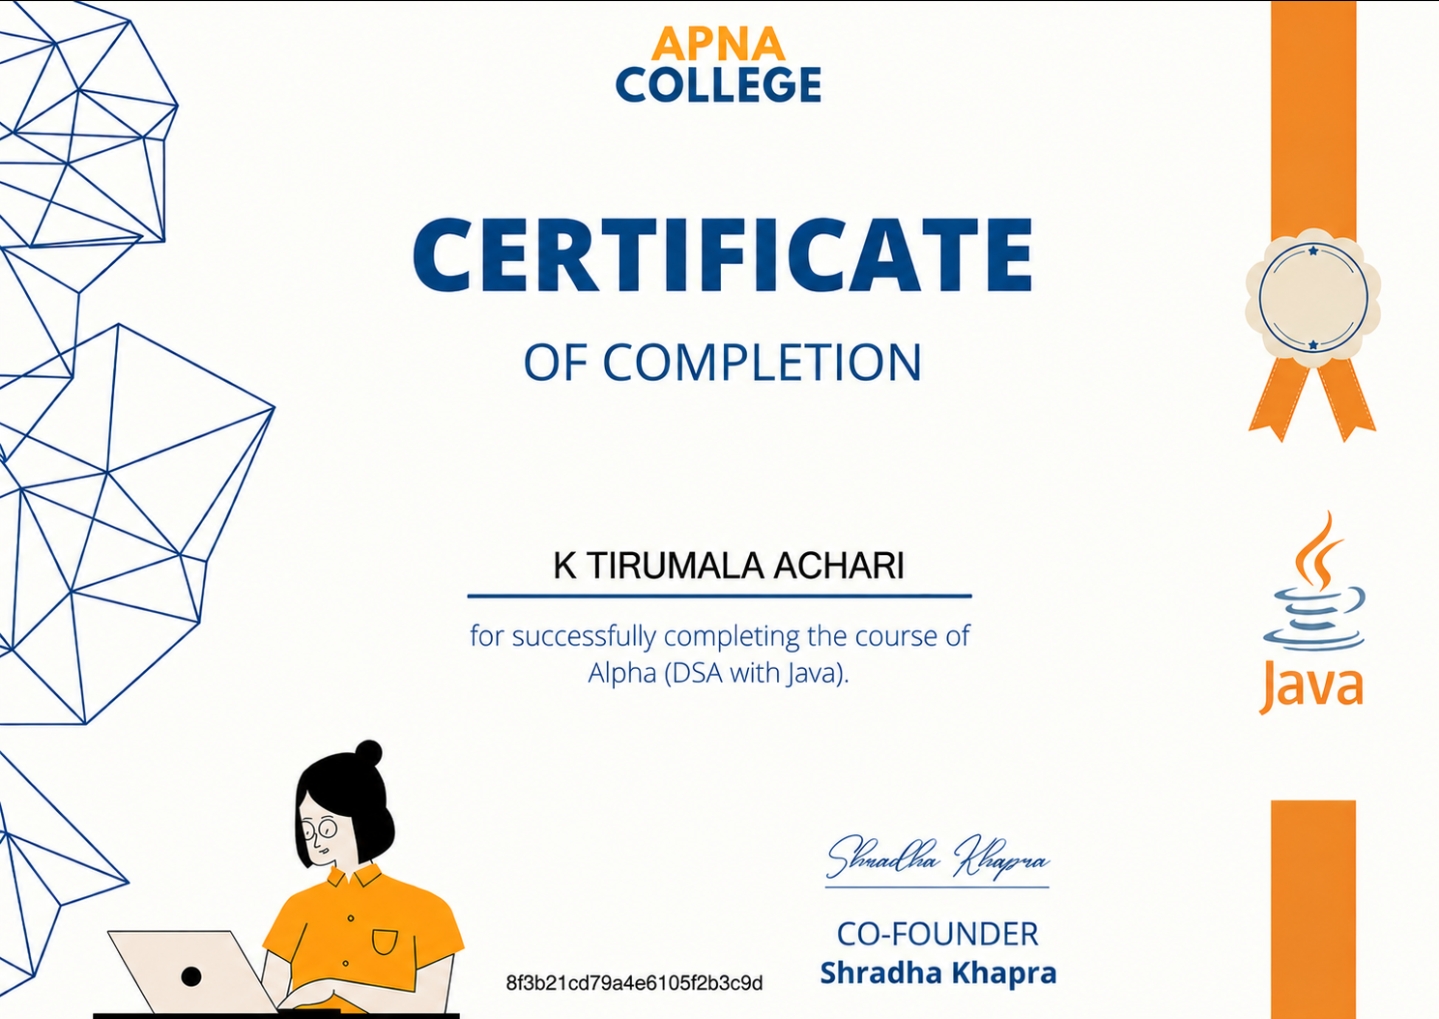 APNA
COLLEGE
CERTIFICATE
OF COMPLETION
K TIRUMALA ACHARI
for successfully completing the course of
Alpha (DSA with Java).
Java
Shradha Khapra
CO-FOUNDER
Shradha Khapra
8f3b21cd79a4e6105f2b3c9d